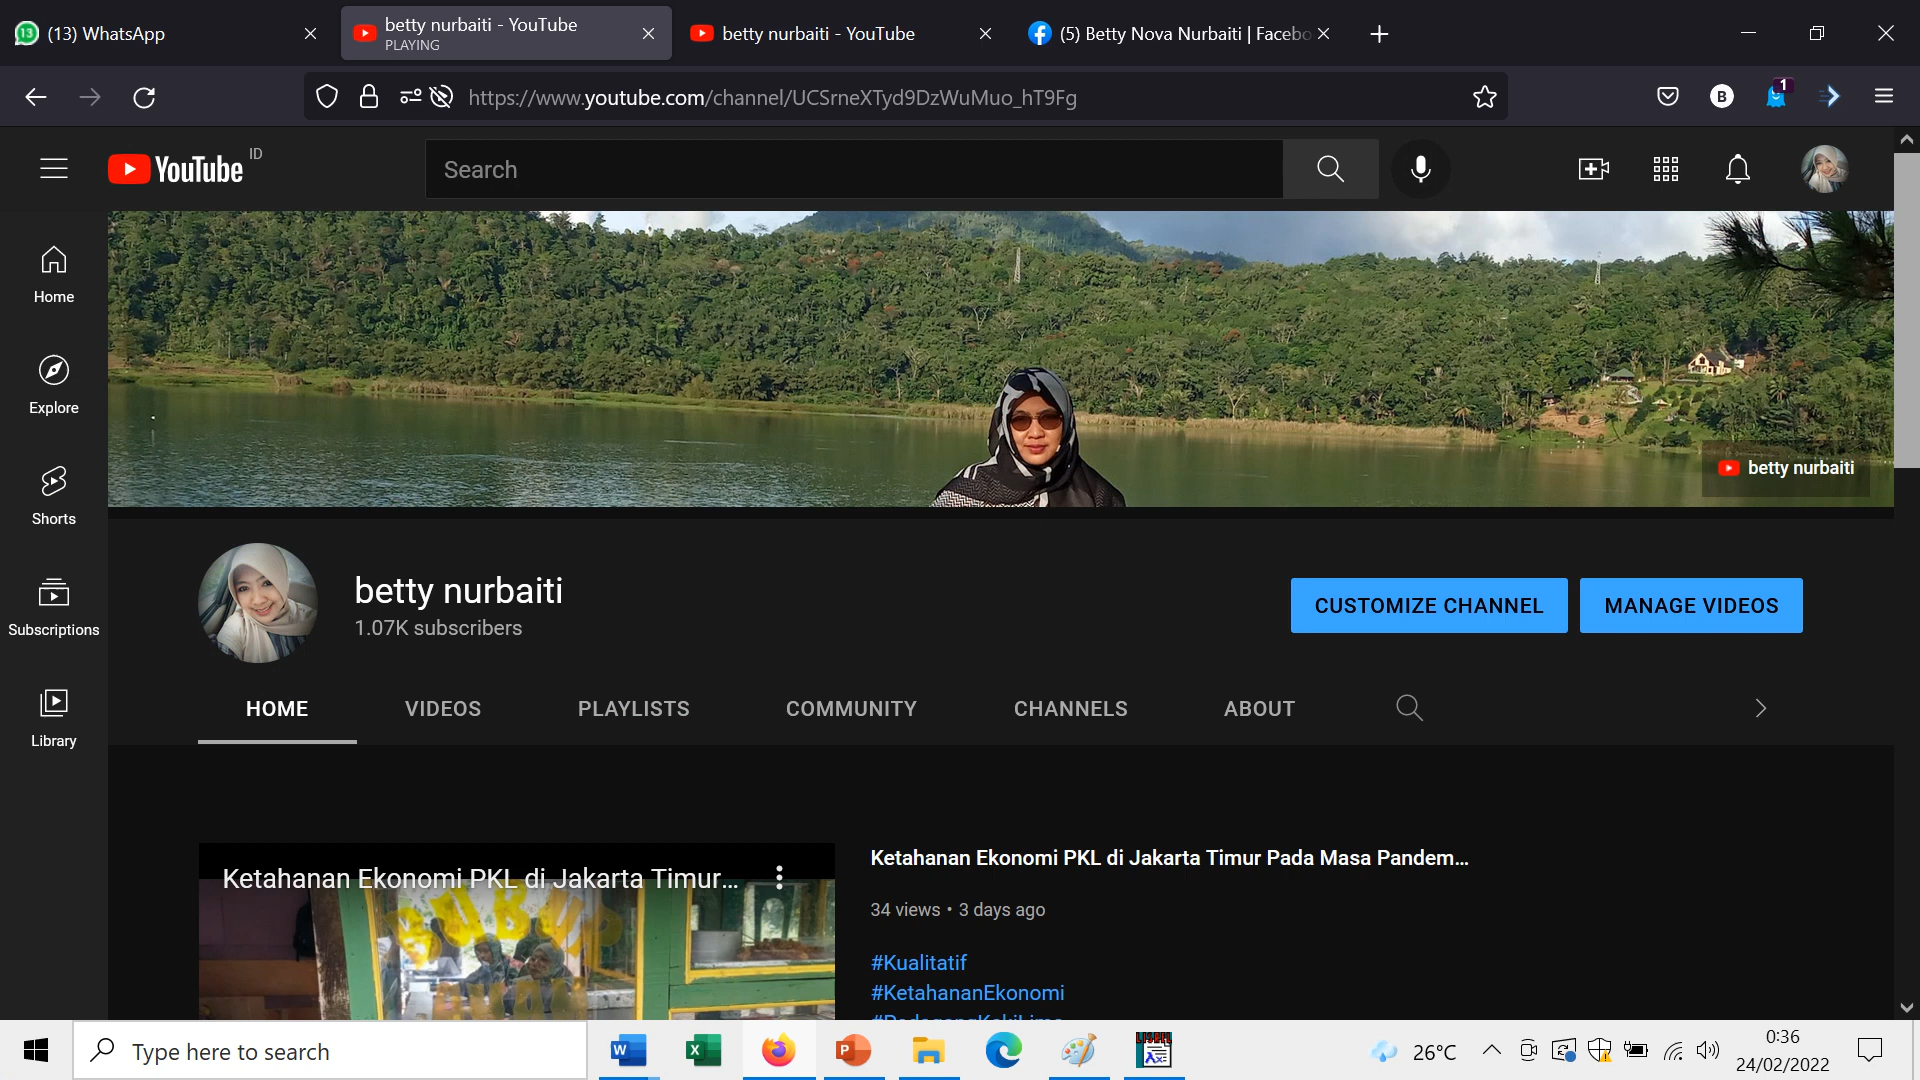 (13) WhatsApp
betty nurbaiti - YouTube
PLAYING
betty nurbaiti - YouTube
(5) Betty Nova Nurbaiti | Facebo
https://www.youtube.com/channel/UCSrneXTyd9DzWuMuo_hT9Fg
B
1
YouTube ID
Search
Home
Explore
Shorts
Subscriptions
Library
betty nurbaiti
betty nurbaiti
1.07K subscribers
CUSTOMIZE CHANNEL
MANAGE VIDEOS
HOME VIDEOS PLAYLISTS COMMUNITY CHANNELS ABOUT
Ketahanan Ekonomi PKL di Jakarta Timur...
BUBUR
AYAM
Ketahanan Ekonomi PKL di Jakarta Timur Pada Masa Pandem...
34 views • 3 days ago
#Kualitatif
#KetahananEkonomi
#PedagangKakiLima
Type here to search
26°C
0:36
24/02/2022